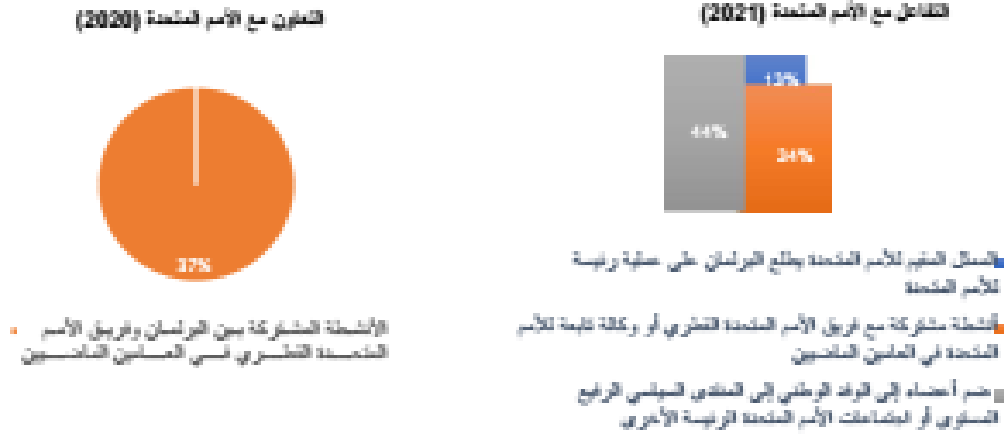 التفاعل مع الأمم المتحدة (2021)
13%
44%
34%
الممثل المقيم للأمم المتحدة يطلع البرلمان على عملية رئيسة
للأمم المتحدة
أنشطة مشتركة مع فريق الأمم المتحدة القطري أو وكالة تابعة للأمم
المتحدة في العامين الماضيين
ضم أعضاء إلى الوفد الوطني إلى المنتدى السياسي الرفيع
المستوى أو اجتماعات الأمم المتحدة الرئيسة الأخرى
التعاون مع الأمم المتحدة (2020)
37%
الأنشطة المشتركة بين البرلمان وفريق الأمم
المتحدة القطري في العامين الماضيين